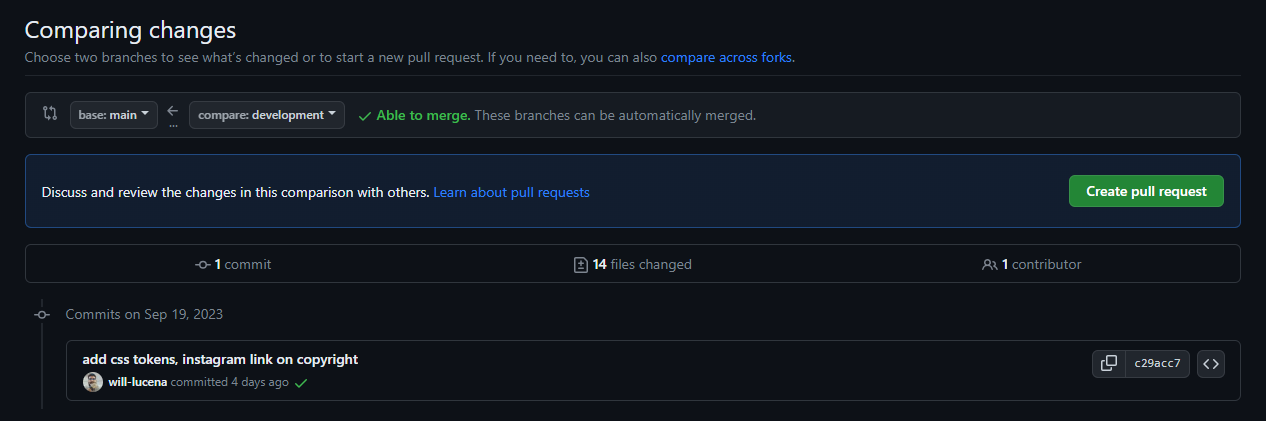 Comparing changes
Choose two branches to see what's changed or to start a new pull request. If you need to, you can also compare across forks.
base: main ... compare: development Able to merge. These branches can be automatically merged.
Discuss and review the changes in this comparison with others. Learn about pull requests Create pull request
1 commit 14 files changed 1 contributor
Commits on Sep 19, 2023
add css tokens, instagram link on copyright c29acc7
will-lucena committed 4 days ago